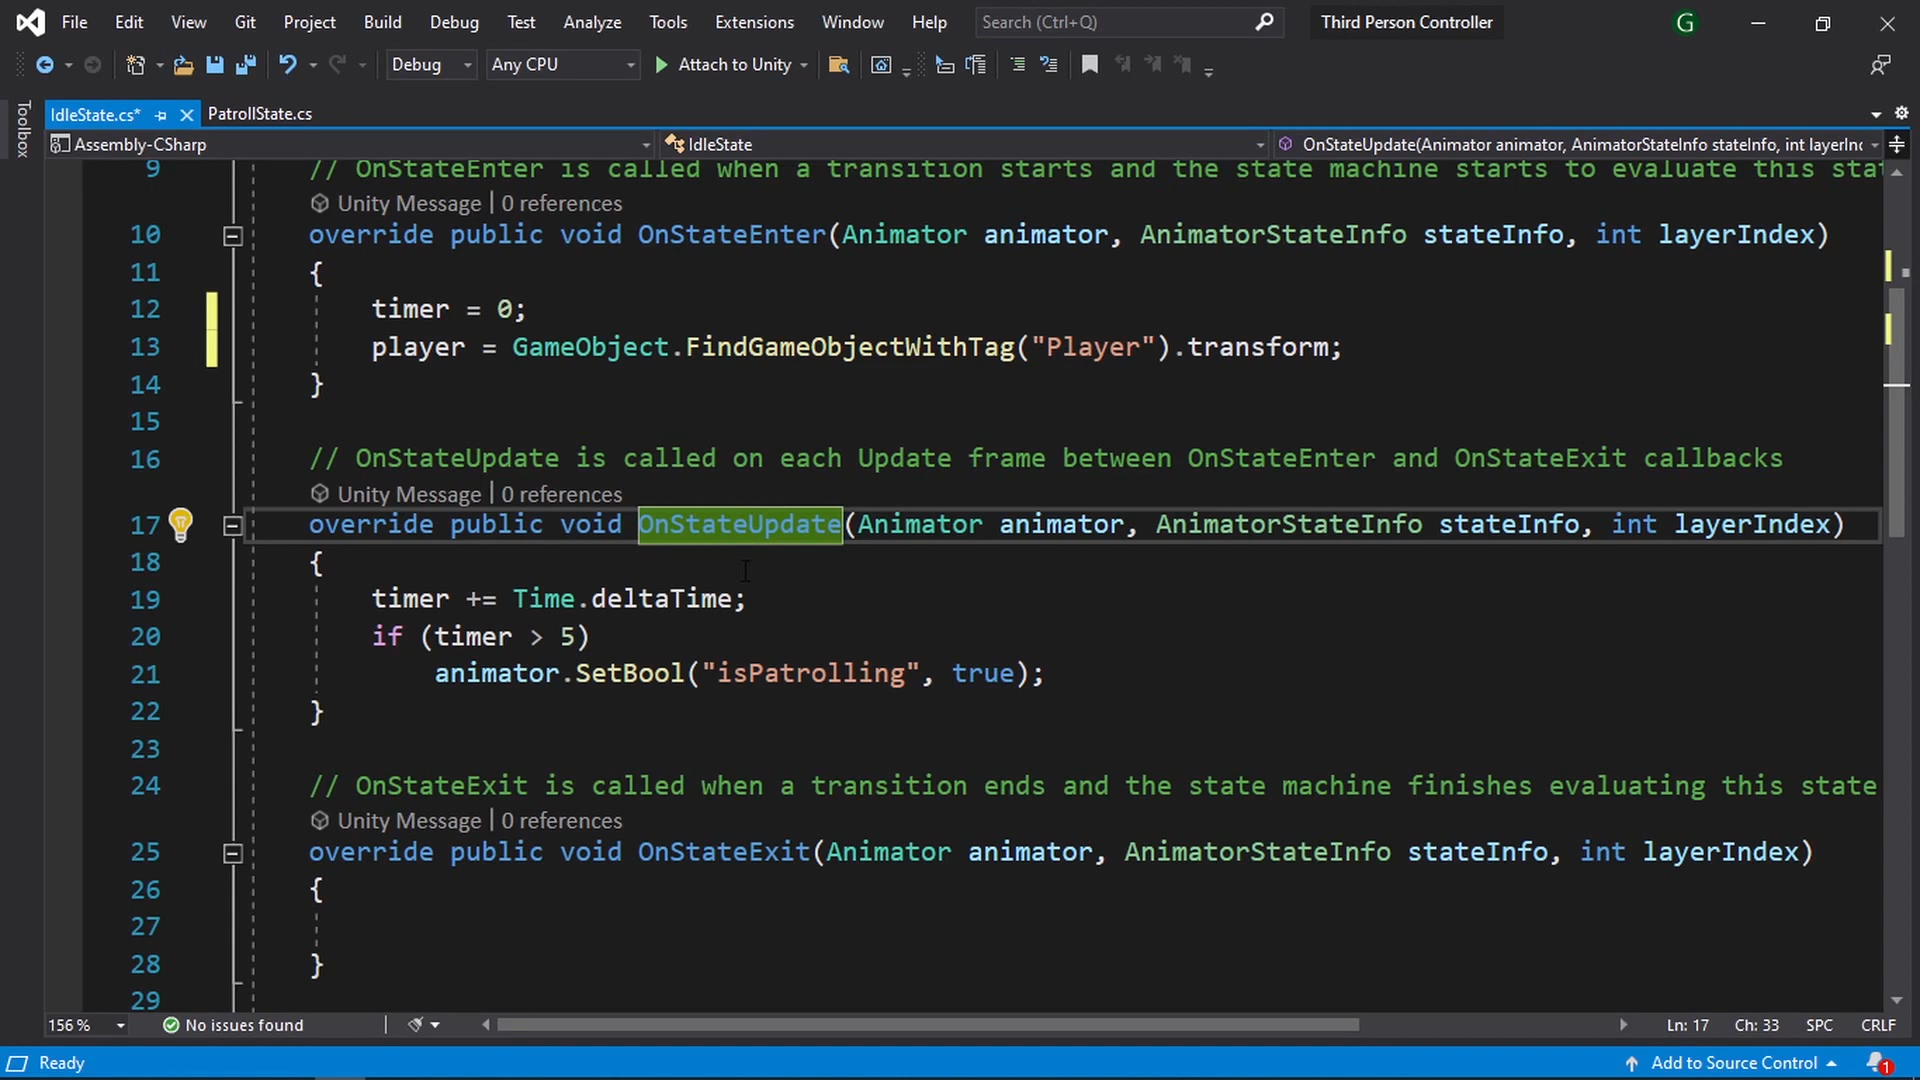 File Edit View Git Project Build Debug Test Analyze Tools Extensions Window Help Search (Ctrl+Q) Third Person Controller G
Debug Any CPU Attach to Unity
Toolbox
IdleState.cs* PatrollState.cs
Assembly-CSharp IdleState OnStateUpdate(Animator animator, AnimatorStateInfo stateInfo, int layerInc
9 // OnStateEnter is called when a transition starts and the state machine starts to evaluate this stat
Unity Message | 0 references
10 override public void OnStateEnter(Animator animator, AnimatorStateInfo stateInfo, int layerIndex)
11 {
12 timer = 0;
13 player = GameObject.FindGameObjectWithTag("Player").transform;
14 }
15
16 // OnStateUpdate is called on each Update frame between OnStateEnter and OnStateExit callbacks
Unity Message | 0 references
17 override public void OnStateUpdate(Animator animator, AnimatorStateInfo stateInfo, int layerIndex)
18 {
19 timer += Time.deltaTime;
20 if (timer > 5)
21 animator.SetBool("isPatrolling", true);
22 }
23
24 // OnStateExit is called when a transition ends and the state machine finishes evaluating this state
Unity Message | 0 references
25 override public void OnStateExit(Animator animator, AnimatorStateInfo stateInfo, int layerIndex)
26 {
27
28 }
29
156 % No issues found Ln: 17 Ch: 33 SPC CRLF
Ready Add to Source Control 1